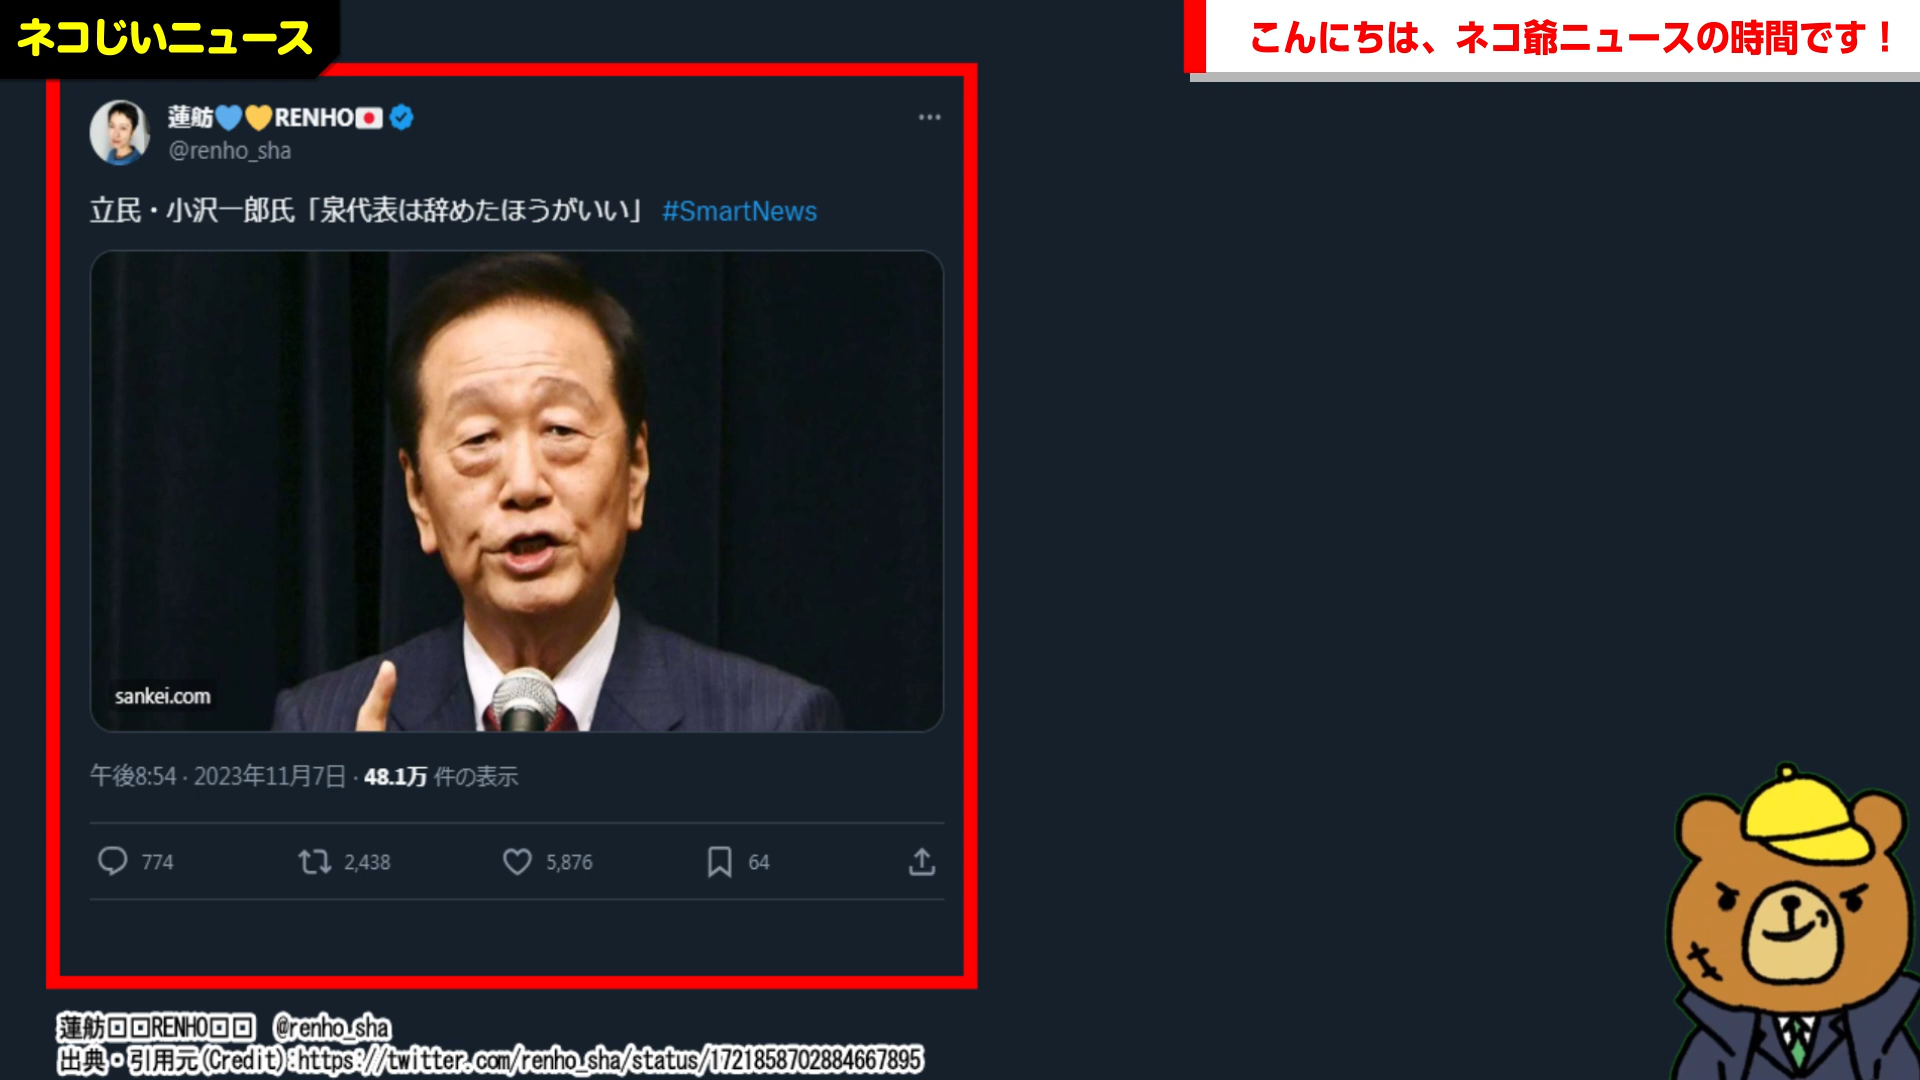 ネコじいニュース
こんにちは、ネコ爺ニュースの時間です！
蓮舫💙💛RENHO🇯🇵
@renho_sha
立民・小沢一郎氏「泉代表は辞めたほうがいい」 #SmartNews
sankei.com
午後8:54 · 2023年11月7日 · 48.1万 件の表示
774 2,438 5,876 64
蓮舫□□RENHO□□ @renho_sha
出典・引用元(Credit):https://twitter.com/renho_sha/status/1721858702884667895